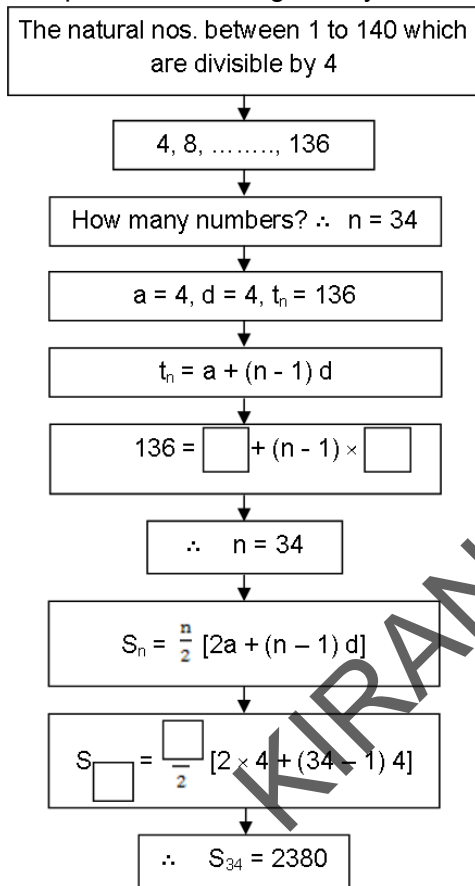 The natural nos. between 1 to 140 which
are divisible by 4
4, 8, …….., 136
How many numbers? ∴ n = 34
a = 4, d = 4, tₙ = 136
tₙ = a + (n - 1) d
136 = □ + (n - 1) × □
∴ n = 34
Sₙ = n/2 [2a + (n – 1) d]
S□ = □/2 [2 × 4 + (34 – 1) 4]
∴ S₃₄ = 2380
KIRAN